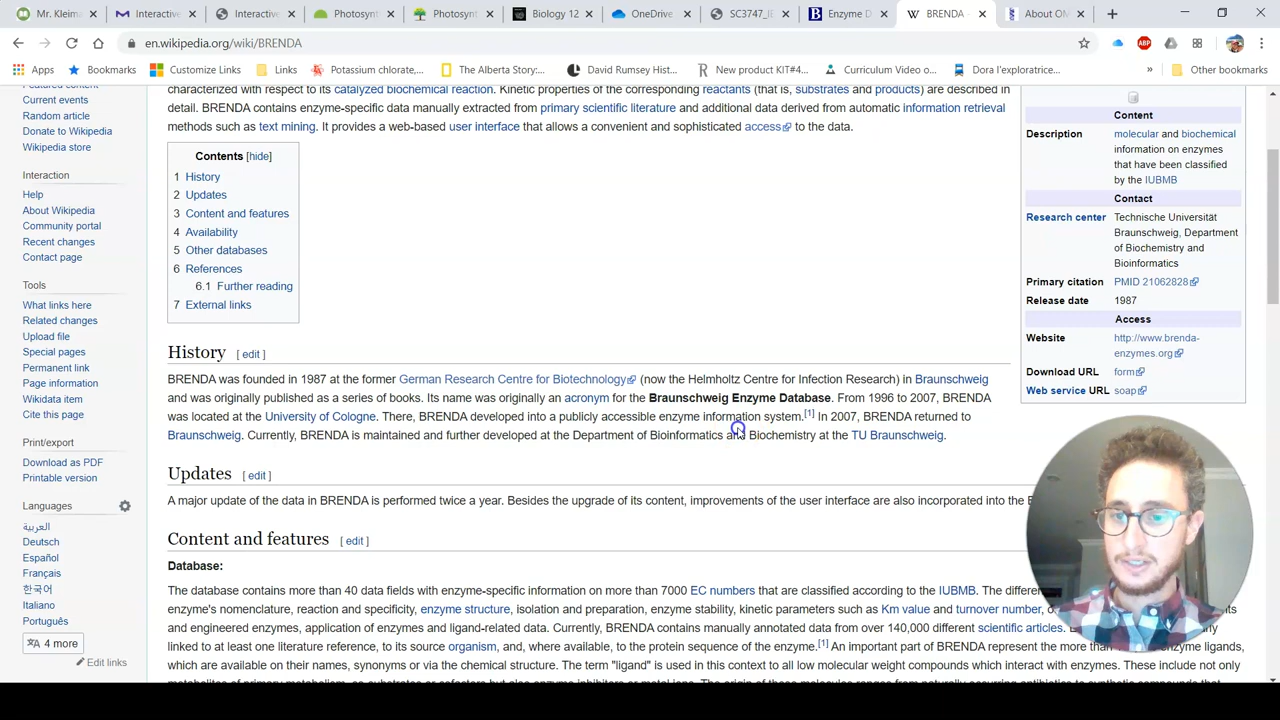 Mr. Kleima
Interactive
Interactive
Photosynt
Photosynt
Biology 12
OneDrive
SC3747_IB
Enzyme D
BRENDA -
About OM
en.wikipedia.org/wiki/BRENDA
ABP
Apps
Bookmarks
Customize Links
Links
Potassium chlorate,...
The Alberta Story:...
David Rumsey Hist...
New product KIT#4...
Curriculum Video o...
Dora l'exploratrice...
»
Other bookmarks
Featured content
Current events
Random article
Donate to Wikipedia
Wikipedia store
Interaction
Help
About Wikipedia
Community portal
Recent changes
Contact page
Tools
What links here
Related changes
Upload file
Special pages
Permanent link
Page information
Wikidata item
Cite this page
Print/export
Download as PDF
Printable version
Languages
العربية
Deutsch
Español
Français
한국어
Italiano
Português
4 more
Edit links
characterized with respect to its catalyzed biochemical reaction. Kinetic properties of the corresponding reactants (that is, substrates and products) are described in
detail. BRENDA contains enzyme-specific data manually extracted from primary scientific literature and additional data derived from automatic information retrieval
methods such as text mining. It provides a web-based user interface that allows a convenient and sophisticated access to the data.
Contents [hide]
1 History
2 Updates
3 Content and features
4 Availability
5 Other databases
6 References
6.1 Further reading
7 External links
History [ edit ]
BRENDA was founded in 1987 at the former German Research Centre for Biotechnology (now the Helmholtz Centre for Infection Research) in Braunschweig
and was originally published as a series of books. Its name was originally an acronym for the Braunschweig Enzyme Database. From 1996 to 2007, BRENDA
was located at the University of Cologne. There, BRENDA developed into a publicly accessible enzyme information system.[1] In 2007, BRENDA returned to
Braunschweig. Currently, BRENDA is maintained and further developed at the Department of Bioinformatics and Biochemistry at the TU Braunschweig.
Updates [ edit ]
A major update of the data in BRENDA is performed twice a year. Besides the upgrade of its content, improvements of the user interface are also incorporated into the
Content and features [ edit ]
Database:
The database contains more than 40 data fields with enzyme-specific information on more than 7000 EC numbers that are classified according to the IUBMB. The
enzyme's nomenclature, reaction and specificity, enzyme structure, isolation and preparation, enzyme stability, kinetic parameters such as Km value and turnover number,
and engineered enzymes, application of enzymes and ligand-related data. Currently, BRENDA contains manually annotated data from over 140,000 different scientific articles.
linked to at least one literature reference, to its source organism, and, where available, to the protein sequence of the enzyme.[1] An important part of BRENDA represent the more enzyme ligands,
which are available on their names, synonyms or via the chemical structure. The term "ligand" is used in this context to all low molecular weight compounds which interact with enzymes. These include not only
Content
Description molecular and biochemical
information on enzymes
that have been classified
by the IUBMB
Contact
Research center Technische Universität
Braunschweig, Department
of Biochemistry and
Bioinformatics
Primary citation PMID 21062828
Release date 1987
Access
Website http://www.brenda-
enzymes.org
Download URL form
Web service URL soap